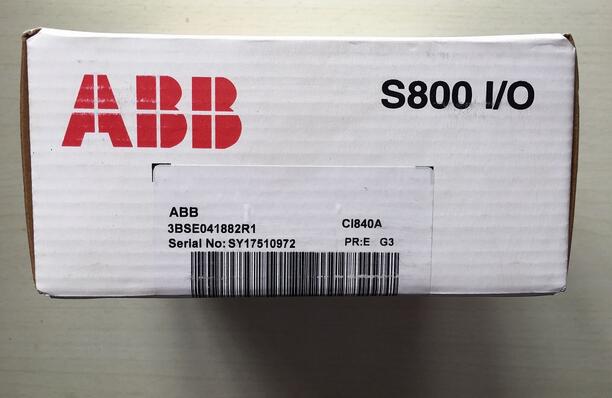 ABB
S800 I/O
ABB
3BSE041882R1 CI840A
Serial No: SY17510972 PR:E G3